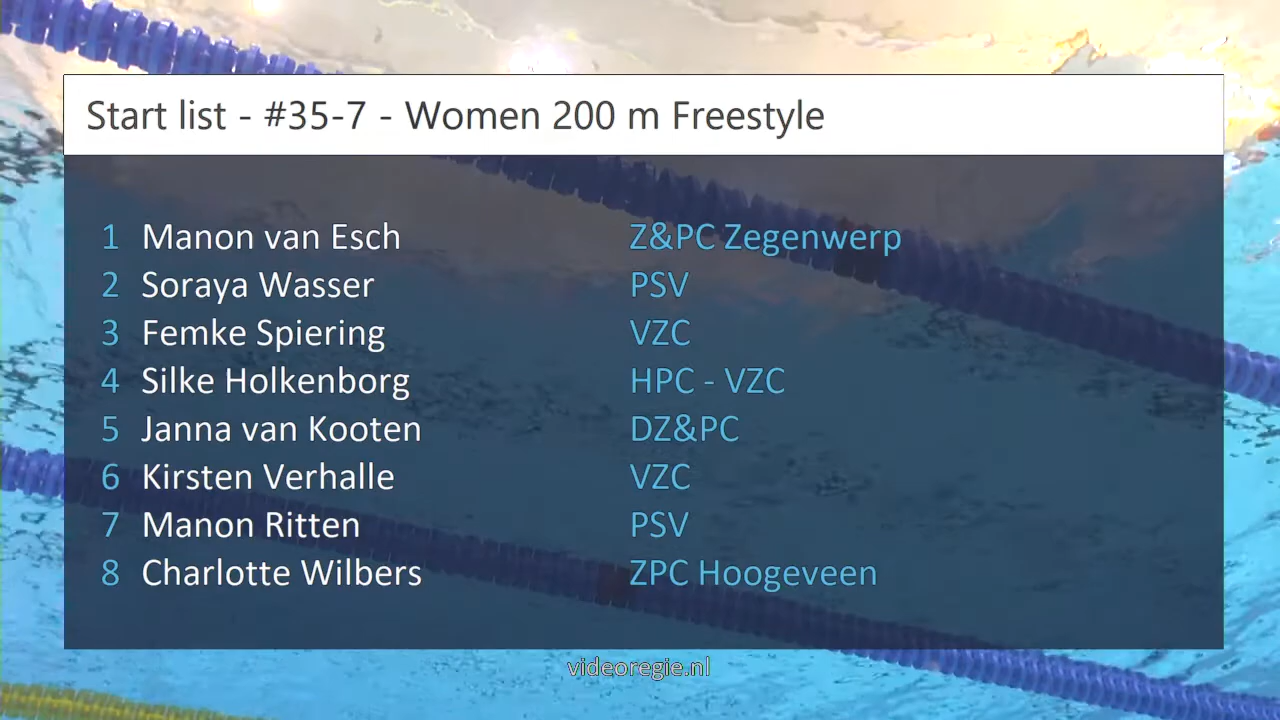 Start list - #35-7 - Women 200 m Freestyle
1 Manon van Esch Z&PC Zegenwerp
2 Soraya Wasser PSV
3 Femke Spiering VZC
4 Silke Holkenborg HPC - VZC
5 Janna van Kooten DZ&PC
6 Kirsten Verhalle VZC
7 Manon Ritten PSV
8 Charlotte Wilbers ZPC Hoogeveen
videoregie.nl